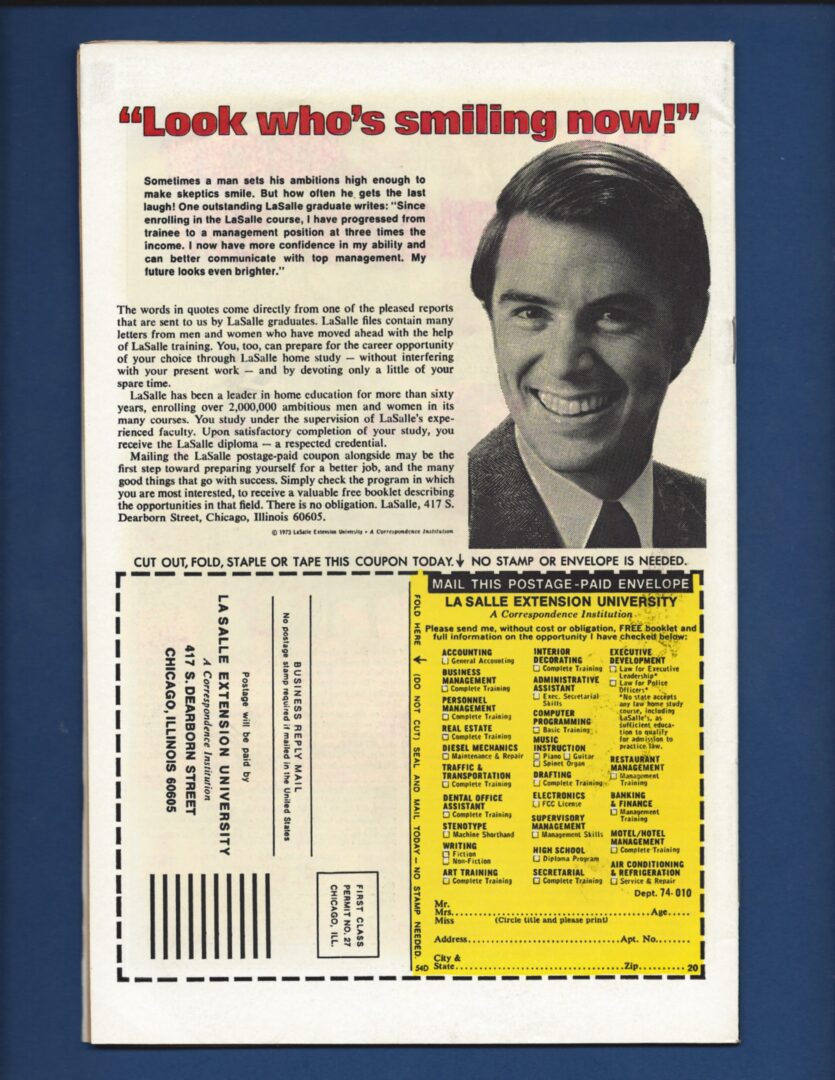 “Look who’s smiling now!”
Sometimes a man sets his ambitions high enough to
make skeptics smile. But how often he gets the last
laugh! One outstanding LaSalle graduate writes: "Since
enrolling in the LaSalle course, I have progressed from
trainee to a management position at three times the
income. I now have more confidence in my ability and
can better communicate with top management. My
future looks even brighter."
The words in quotes come directly from one of the pleased reports
that are sent to us by LaSalle graduates. LaSalle files contain many
letters from men and women who have moved ahead with the help
of LaSalle training. You, too, can prepare for the career opportunity
of your choice through LaSalle home study — without interfering
with your present work — and by devoting only a little of your
spare time.
LaSalle has been a leader in home education for more than sixty
years, enrolling over 2,000,000 ambitious men and women in its
many courses. You study under the supervision of LaSalle's expe-
rienced faculty. Upon satisfactory completion of your study, you
receive the LaSalle diploma — a respected credential.
Mailing the LaSalle postage-paid coupon alongside may be the
first step toward preparing yourself for a better job, and the many
good things that go with success. Simply check the program in which
you are most interested, to receive a valuable free booklet describing
the opportunities in that field. There is no obligation. LaSalle, 417 S.
Dearborn Street, Chicago, Illinois 60605.
© 1973 LaSalle Extension University • A Correspondence Institution
CUT OUT, FOLD, STAPLE OR TAPE THIS COUPON TODAY. NO STAMP OR ENVELOPE IS NEEDED.
FIRST CLASS
PERMIT NO. 27
CHICAGO, ILL.
BUSINESS REPLY MAIL
No postage stamp required if mailed in the United States
Postage will be paid by
LA SALLE EXTENSION UNIVERSITY
A Correspondence Institution
417 S. DEARBORN STREET
CHICAGO, ILLINOIS 60605
FOLD HERE (DO NOT CUT) SEAL AND MAIL TODAY — NO STAMP NEEDED.
54D
MAIL THIS POSTAGE-PAID ENVELOPE
LA SALLE EXTENSION UNIVERSITY
A Correspondence Institution
Please send me, without cost or obligation, FREE booklet and
full information on the opportunity I have checked below:
ACCOUNTING
General Accounting
BUSINESS
MANAGEMENT
Complete Training
PERSONNEL
MANAGEMENT
Complete Training
REAL ESTATE
Complete Training
DIESEL MECHANICS
Maintenance & Repair
TRAFFIC &
TRANSPORTATION
Complete Training
DENTAL OFFICE
ASSISTANT
Complete Training
STENOTYPE
Machine Shorthand
WRITING
Fiction
Non-Fiction
ART TRAINING
Complete Training
INTERIOR
DECORATING
Complete Training
ADMINISTRATIVE
ASSISTANT
Exec. Secretarial
Skills
COMPUTER
PROGRAMMING
Basic Training
MUSIC
INSTRUCTION
Piano Guitar
Spinet Organ
DRAFTING
Complete Training
ELECTRONICS
FCC License
SUPERVISORY
MANAGEMENT
Management Skills
HIGH SCHOOL
Diploma Program
SECRETARIAL
Complete Training
EXECUTIVE
DEVELOPMENT
Law for Executive
Leadership*
Law for Police
Officers*
*No state accepts
any law home study
course, including
LaSalle's, as
sufficient educa-
tion to qualify
for admission to
practice law.
RESTAURANT
MANAGEMENT
Management
Training
BANKING
& FINANCE
Management
Training
MOTEL/HOTEL
MANAGEMENT
Complete Training
AIR CONDITIONING
& REFRIGERATION
Service & Repair
Dept. 74-010
Mr.
Mrs. Age
Miss (Circle title and please print)
Address Apt. No.
City &
State Zip 20